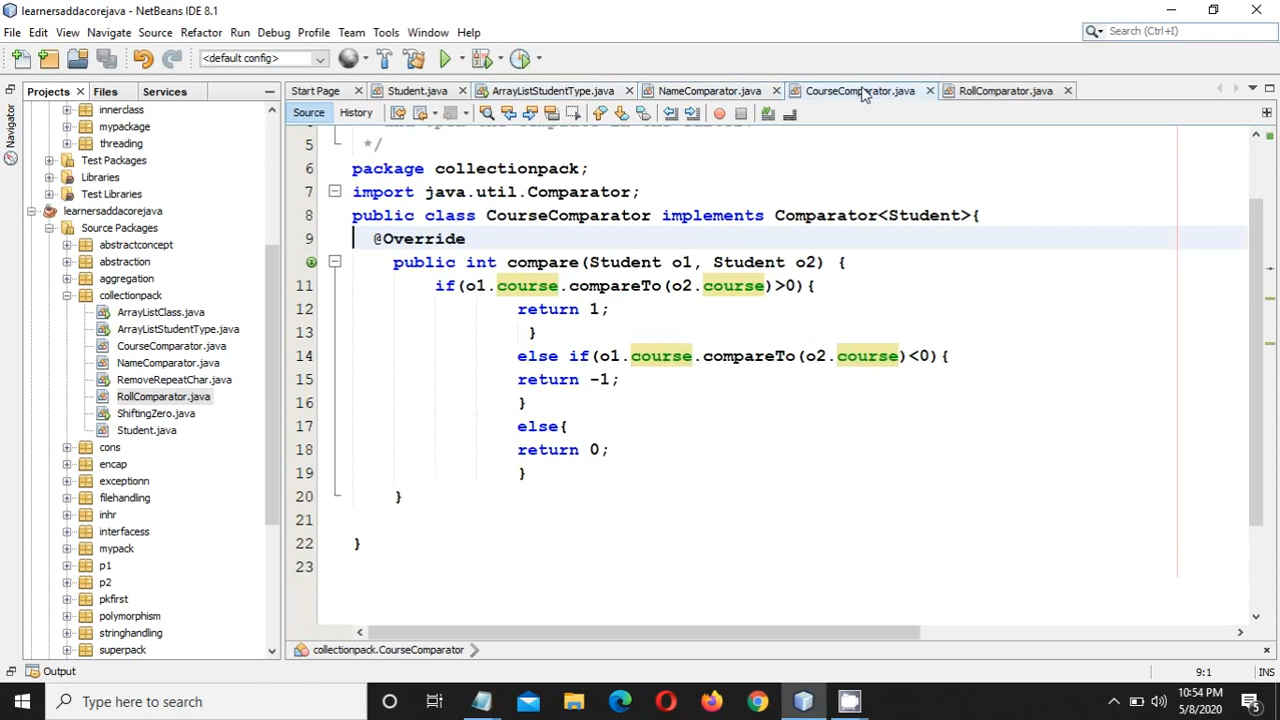 learnersaddacorejava - NetBeans IDE 8.1
File Edit View Navigate Source Refactor Run Debug Profile Team Tools Window Help
Search (Ctrl+I)
<default config>
Projects Files Services
Navigator
innerclass
mypackage
threading
Test Packages
Libraries
Test Libraries
learnersaddacorejava
Source Packages
abstractconcept
abstraction
aggregation
collectionpack
ArrayListClass.java
ArrayListStudentType.java
CourseComparator.java
NameComparator.java
RemoveRepeatChar.java
RollComparator.java
ShiftingZero.java
Student.java
cons
encap
exceptionn
filehandling
inhr
interfacess
mypack
p1
p2
pkfirst
polymorphism
stringhandling
superpack
Start Page Student.java ArrayListStudentType.java NameComparator.java CourseComparator.java RollComparator.java
Source History
5 */
6 package collectionpack;
7 import java.util.Comparator;
8 public class CourseComparator implements Comparator<Student>{
9 @Override
public int compare(Student o1, Student o2) {
11 if(o1.course.compareTo(o2.course)>0){
12 return 1;
13 }
14 else if(o1.course.compareTo(o2.course)<0){
15 return -1;
16 }
17 else{
18 return 0;
19 }
20 }
21
22 }
23
collectionpack.CourseComparator
Output
9:1 INS
Type here to search
10:54 PM
5/8/2020
5